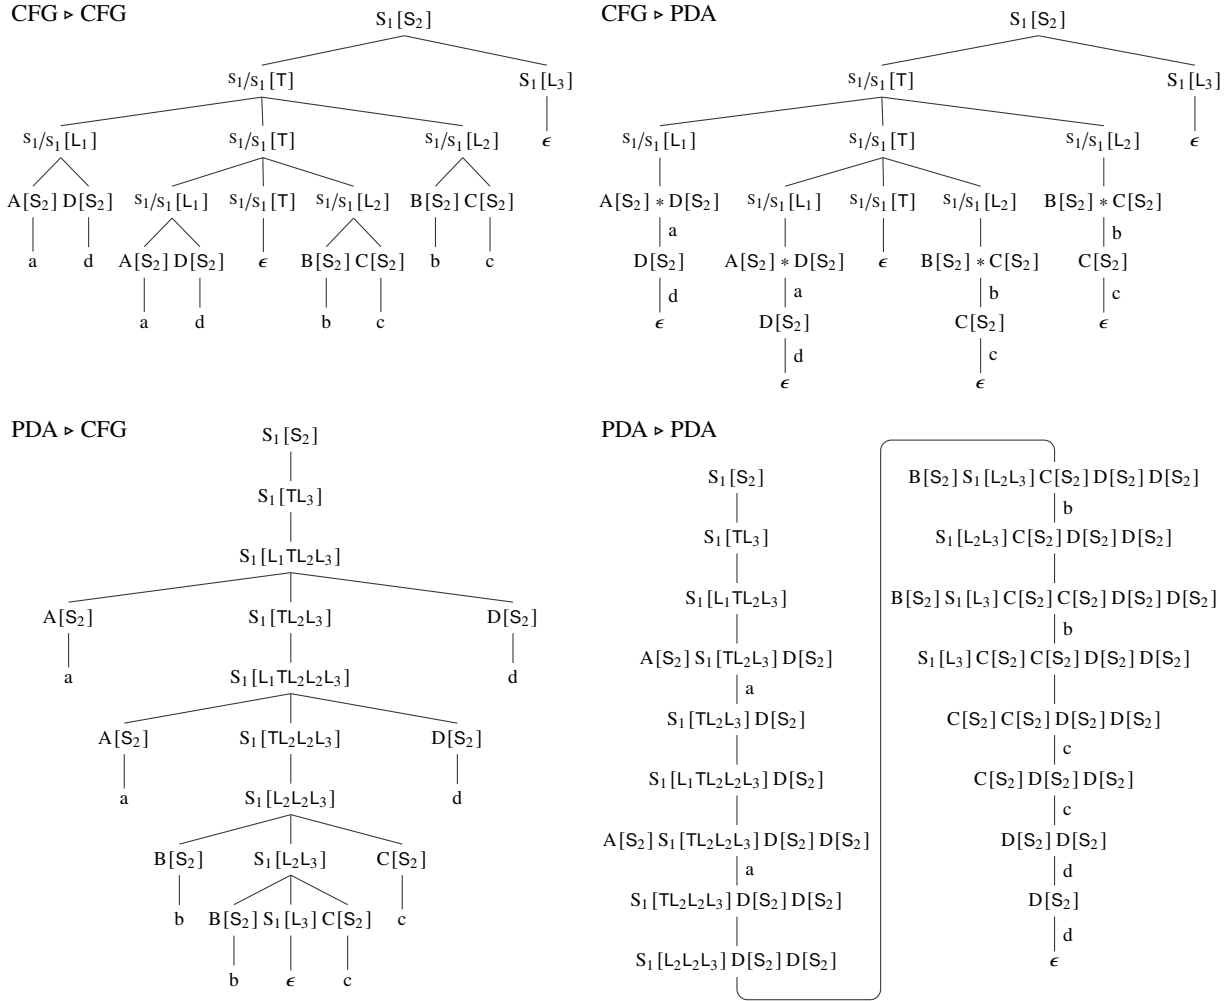 CFG ▹ CFG
S₁[S₂]
s₁/s₁[T] S₁[L₃]
s₁/s₁[L₁] s₁/s₁[T] s₁/s₁[L₂] ϵ
A[S₂] D[S₂] s₁/s₁[L₁] s₁/s₁[T] s₁/s₁[L₂] B[S₂] C[S₂]
a d A[S₂] D[S₂] ϵ B[S₂] C[S₂] b c
a d b c
CFG ▹ PDA
S₁[S₂]
s₁/s₁[T] S₁[L₃]
s₁/s₁[L₁] s₁/s₁[T] s₁/s₁[L₂] ϵ
A[S₂] * D[S₂] s₁/s₁[L₁] s₁/s₁[T] s₁/s₁[L₂] B[S₂] * C[S₂]
a b
D[S₂] A[S₂] * D[S₂] ϵ B[S₂] * C[S₂] C[S₂]
d a b c
ϵ D[S₂] C[S₂] ϵ
d c
ϵ ϵ
PDA ▹ CFG
S₁[S₂]
S₁[TL₃]
S₁[L₁TL₂L₃]
A[S₂] S₁[TL₂L₃] D[S₂]
a S₁[L₁TL₂L₂L₃] d
A[S₂] S₁[TL₂L₂L₃] D[S₂]
a S₁[L₂L₂L₃] d
B[S₂] S₁[L₂L₃] C[S₂]
b B[S₂] S₁[L₃] C[S₂] c
b ϵ c
PDA ▹ PDA
S₁[S₂]
S₁[TL₃]
S₁[L₁TL₂L₃]
A[S₂] S₁[TL₂L₃] D[S₂]
a
S₁[TL₂L₃] D[S₂]
S₁[L₁TL₂L₂L₃] D[S₂]
A[S₂] S₁[TL₂L₂L₃] D[S₂] D[S₂]
a
S₁[TL₂L₂L₃] D[S₂] D[S₂]
S₁[L₂L₂L₃] D[S₂] D[S₂]
B[S₂] S₁[L₂L₃] C[S₂] D[S₂] D[S₂]
b
S₁[L₂L₃] C[S₂] D[S₂] D[S₂]
B[S₂] S₁[L₃] C[S₂] C[S₂] D[S₂] D[S₂]
b
S₁[L₃] C[S₂] C[S₂] D[S₂] D[S₂]
C[S₂] C[S₂] D[S₂] D[S₂]
c
C[S₂] D[S₂] D[S₂]
c
D[S₂] D[S₂]
d
D[S₂]
d
ϵ